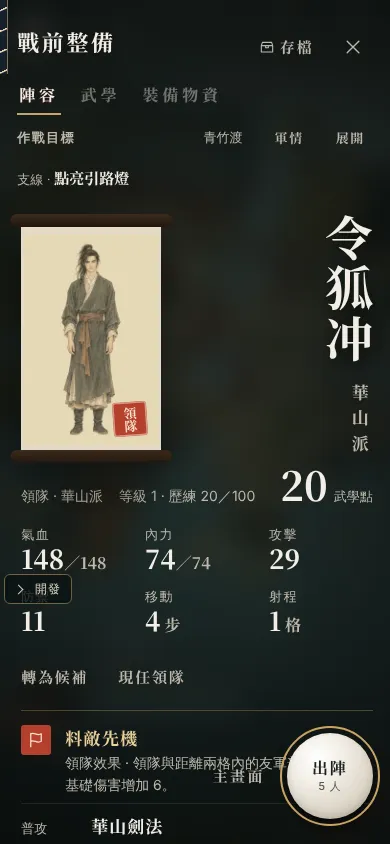 戰前整備
存檔
陣容 武學 裝備物資
作戰目標 青竹渡 軍情 展開
支線 · 點亮引路燈
令狐冲
華山派
領隊
領隊 · 華山派 等級 1 · 歷練 20／100 20 武學點
氣血 內力 攻擊
148／148 74／74 29
開發
移動 射程
11 4 步 1 格
轉為候補 現任領隊
料敵先機
領隊效果 · 領隊與距離兩格內的友軍
基礎傷害增加 6。
主畫面
出陣
5 人
普攻 華山劍法